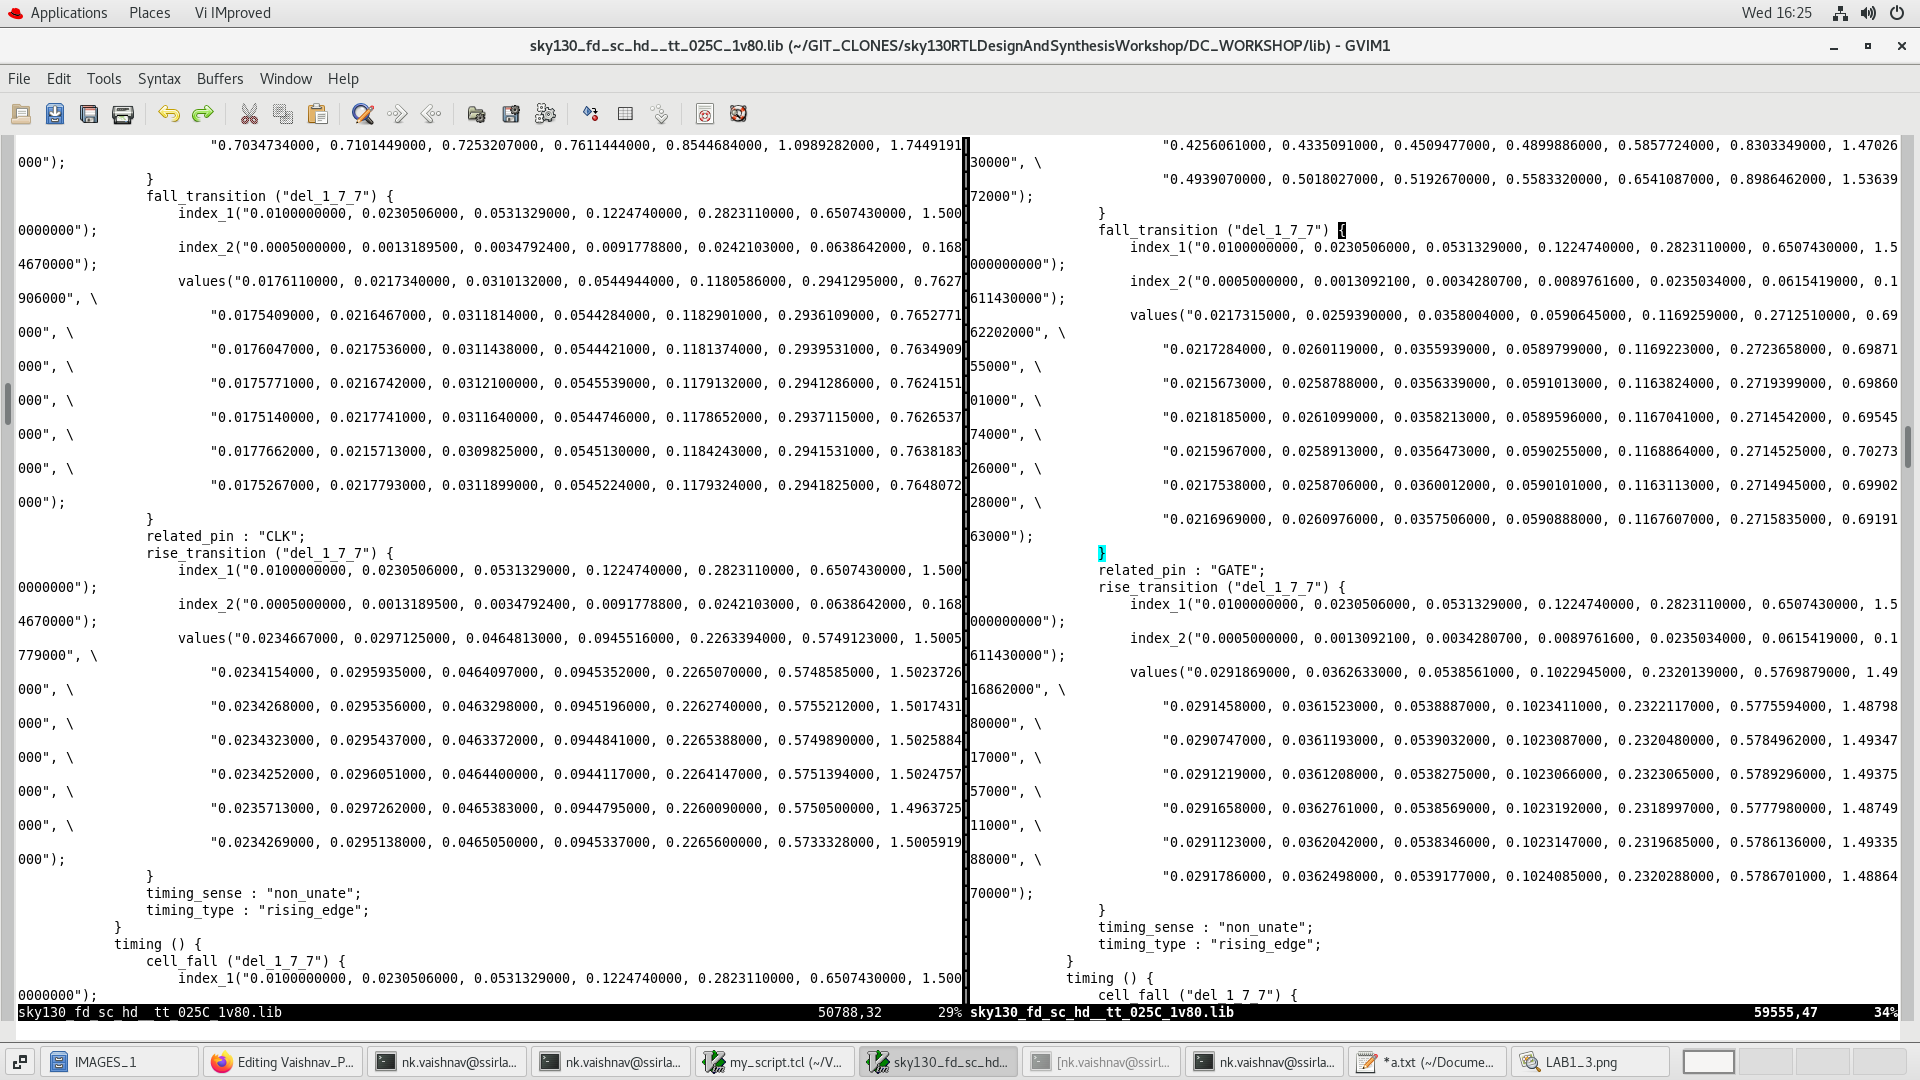 Applications Places Vi IMproved Wed 16:25
sky130_fd_sc_hd__tt_025C_1v80.lib (~/GIT_CLONES/sky130RTLDesignAndSynthesisWorkshop/DC_WORKSHOP/lib) - GVIM1
File Edit Tools Syntax Buffers Window Help
"0.7034734000, 0.7101449000, 0.7253207000, 0.7611444000, 0.8544684000, 1.0989282000, 1.7449191
000");
}
fall_transition ("del_1_7_7") {
index_1("0.0100000000, 0.0230506000, 0.0531329000, 0.1224740000, 0.2823110000, 0.6507430000, 1.500
0000000");
index_2("0.0005000000, 0.0013189500, 0.0034792400, 0.0091778800, 0.0242103000, 0.0638642000, 0.168
4670000");
values("0.0176110000, 0.0217340000, 0.0310132000, 0.0544944000, 0.1180586000, 0.2941295000, 0.7627
906000", \
"0.0175409000, 0.0216467000, 0.0311814000, 0.0544284000, 0.1182901000, 0.2936109000, 0.7652771
000", \
"0.0176047000, 0.0217536000, 0.0311438000, 0.0544421000, 0.1181374000, 0.2939531000, 0.7634909
000", \
"0.0175771000, 0.0216742000, 0.0312100000, 0.0545539000, 0.1179132000, 0.2941286000, 0.7624151
000", \
"0.0175140000, 0.0217741000, 0.0311640000, 0.0544746000, 0.1178652000, 0.2937115000, 0.7626537
000", \
"0.0177662000, 0.0215713000, 0.0309825000, 0.0545130000, 0.1184243000, 0.2941531000, 0.7638183
000", \
"0.0175267000, 0.0217793000, 0.0311899000, 0.0545224000, 0.1179324000, 0.2941825000, 0.7648072
000");
}
related_pin : "CLK";
rise_transition ("del_1_7_7") {
index_1("0.0100000000, 0.0230506000, 0.0531329000, 0.1224740000, 0.2823110000, 0.6507430000, 1.500
0000000");
index_2("0.0005000000, 0.0013189500, 0.0034792400, 0.0091778800, 0.0242103000, 0.0638642000, 0.168
4670000");
values("0.0234667000, 0.0297125000, 0.0464813000, 0.0945516000, 0.2263394000, 0.5749123000, 1.5005
779000", \
"0.0234154000, 0.0295935000, 0.0464097000, 0.0945352000, 0.2265070000, 0.5748585000, 1.5023726
000", \
"0.0234268000, 0.0295356000, 0.0463298000, 0.0945196000, 0.2262740000, 0.5755212000, 1.5017431
000", \
"0.0234323000, 0.0295437000, 0.0463372000, 0.0944841000, 0.2265388000, 0.5749890000, 1.5025884
000", \
"0.0234252000, 0.0296051000, 0.0464400000, 0.0944117000, 0.2264147000, 0.5751394000, 1.5024757
000", \
"0.0235713000, 0.0297262000, 0.0465383000, 0.0944795000, 0.2260090000, 0.5750500000, 1.4963725
000", \
"0.0234269000, 0.0295138000, 0.0465050000, 0.0945337000, 0.2265600000, 0.5733328000, 1.5005919
000");
}
timing_sense : "non_unate";
timing_type : "rising_edge";
}
timing () {
cell_fall ("del_1_7_7") {
index_1("0.0100000000, 0.0230506000, 0.0531329000, 0.1224740000, 0.2823110000, 0.6507430000, 1.500
0000000");
sky130_fd_sc_hd__tt_025C_1v80.lib 50788,32 29%
"0.4256061000, 0.4335091000, 0.4509477000, 0.4899886000, 0.5857724000, 0.8303349000, 1.47026
30000", \
"0.4939070000, 0.5018027000, 0.5192670000, 0.5583320000, 0.6541087000, 0.8986462000, 1.53639
72000");
}
fall_transition ("del_1_7_7") {
index_1("0.0100000000, 0.0230506000, 0.0531329000, 0.1224740000, 0.2823110000, 0.6507430000, 1.5
000000000");
index_2("0.0005000000, 0.0013092100, 0.0034280700, 0.0089761600, 0.0235034000, 0.0615419000, 0.1
611430000");
values("0.0217315000, 0.0259390000, 0.0358004000, 0.0590645000, 0.1169259000, 0.2712510000, 0.69
62202000", \
"0.0217284000, 0.0260119000, 0.0355939000, 0.0589799000, 0.1169223000, 0.2723658000, 0.69871
55000", \
"0.0215673000, 0.0258788000, 0.0356339000, 0.0591013000, 0.1163824000, 0.2719399000, 0.69860
01000", \
"0.0218185000, 0.0261099000, 0.0358213000, 0.0589596000, 0.1167041000, 0.2714542000, 0.69545
74000", \
"0.0215967000, 0.0258913000, 0.0356473000, 0.0590255000, 0.1168864000, 0.2714525000, 0.70273
26000", \
"0.0217538000, 0.0258706000, 0.0360012000, 0.0590101000, 0.1163113000, 0.2714945000, 0.69902
28000", \
"0.0216969000, 0.0260976000, 0.0357506000, 0.0590888000, 0.1167607000, 0.2715835000, 0.69191
63000");
}
related_pin : "GATE";
rise_transition ("del_1_7_7") {
index_1("0.0100000000, 0.0230506000, 0.0531329000, 0.1224740000, 0.2823110000, 0.6507430000, 1.5
000000000");
index_2("0.0005000000, 0.0013092100, 0.0034280700, 0.0089761600, 0.0235034000, 0.0615419000, 0.1
611430000");
values("0.0291869000, 0.0362633000, 0.0538561000, 0.1022945000, 0.2320139000, 0.5769879000, 1.49
16862000", \
"0.0291458000, 0.0361523000, 0.0538887000, 0.1023411000, 0.2322117000, 0.5775594000, 1.48798
80000", \
"0.0290747000, 0.0361193000, 0.0539032000, 0.1023087000, 0.2320480000, 0.5784962000, 1.49347
17000", \
"0.0291219000, 0.0361208000, 0.0538275000, 0.1023066000, 0.2323065000, 0.5789296000, 1.49375
57000", \
"0.0291658000, 0.0362761000, 0.0538569000, 0.1023192000, 0.2318997000, 0.5777980000, 1.48749
11000", \
"0.0291123000, 0.0362042000, 0.0538346000, 0.1023147000, 0.2319685000, 0.5786136000, 1.49335
88000", \
"0.0291786000, 0.0362498000, 0.0539177000, 0.1024085000, 0.2320288000, 0.5786701000, 1.48864
70000");
}
timing_sense : "non_unate";
timing_type : "rising_edge";
}
timing () {
cell_fall ("del_1_7_7") {
sky130_fd_sc_hd__tt_025C_1v80.lib 59555,47 34%
IMAGES_1 Editing Vaishnav_P... nk.vaishnav@ssirla... nk.vaishnav@ssirla... my_script.tcl (~/V... sky130_fd_sc_hd... [nk.vaishnav@ssirl... nk.vaishnav@ssirla... *a.txt (~/Docume... LAB1_3.png